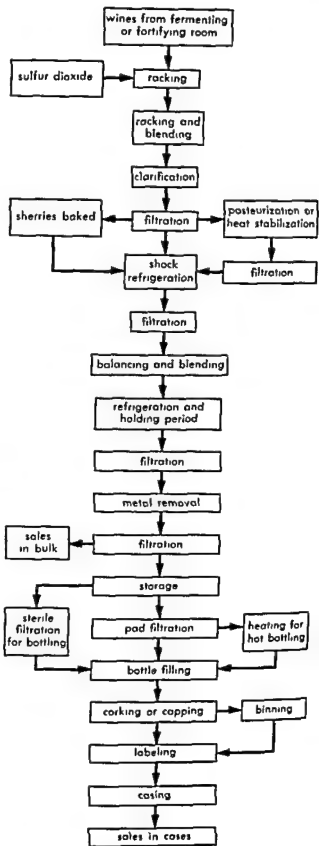 wines from fermenting
or fortifying room
sulfur dioxide
racking
racking and
blending
clarification
sherries baked
filtration
pasteurization or
heat stabilization
shock
refrigeration
filtration
filtration
balancing and blending
refrigeration and
holding period
filtration
metal removal
sales
in bulk
filtration
storage
sterile
filtration
for bottling
pad filtration
heating for
hot bottling
bottle filling
corking or capping
binning
labeling
casing
sales in cases